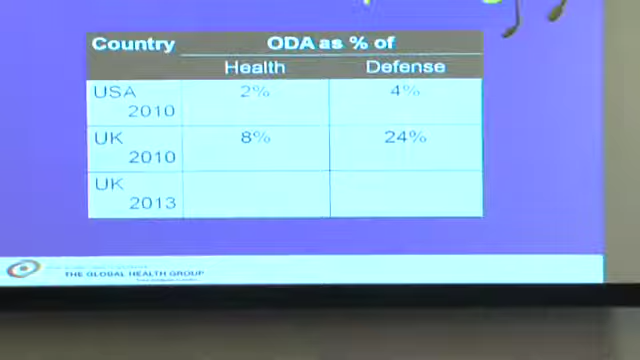 Country ODA as % of
Health Defense
USA 2% 4%
2010
UK 8% 24%
2010
UK
2013
THE GLOBAL HEALTH GROUP